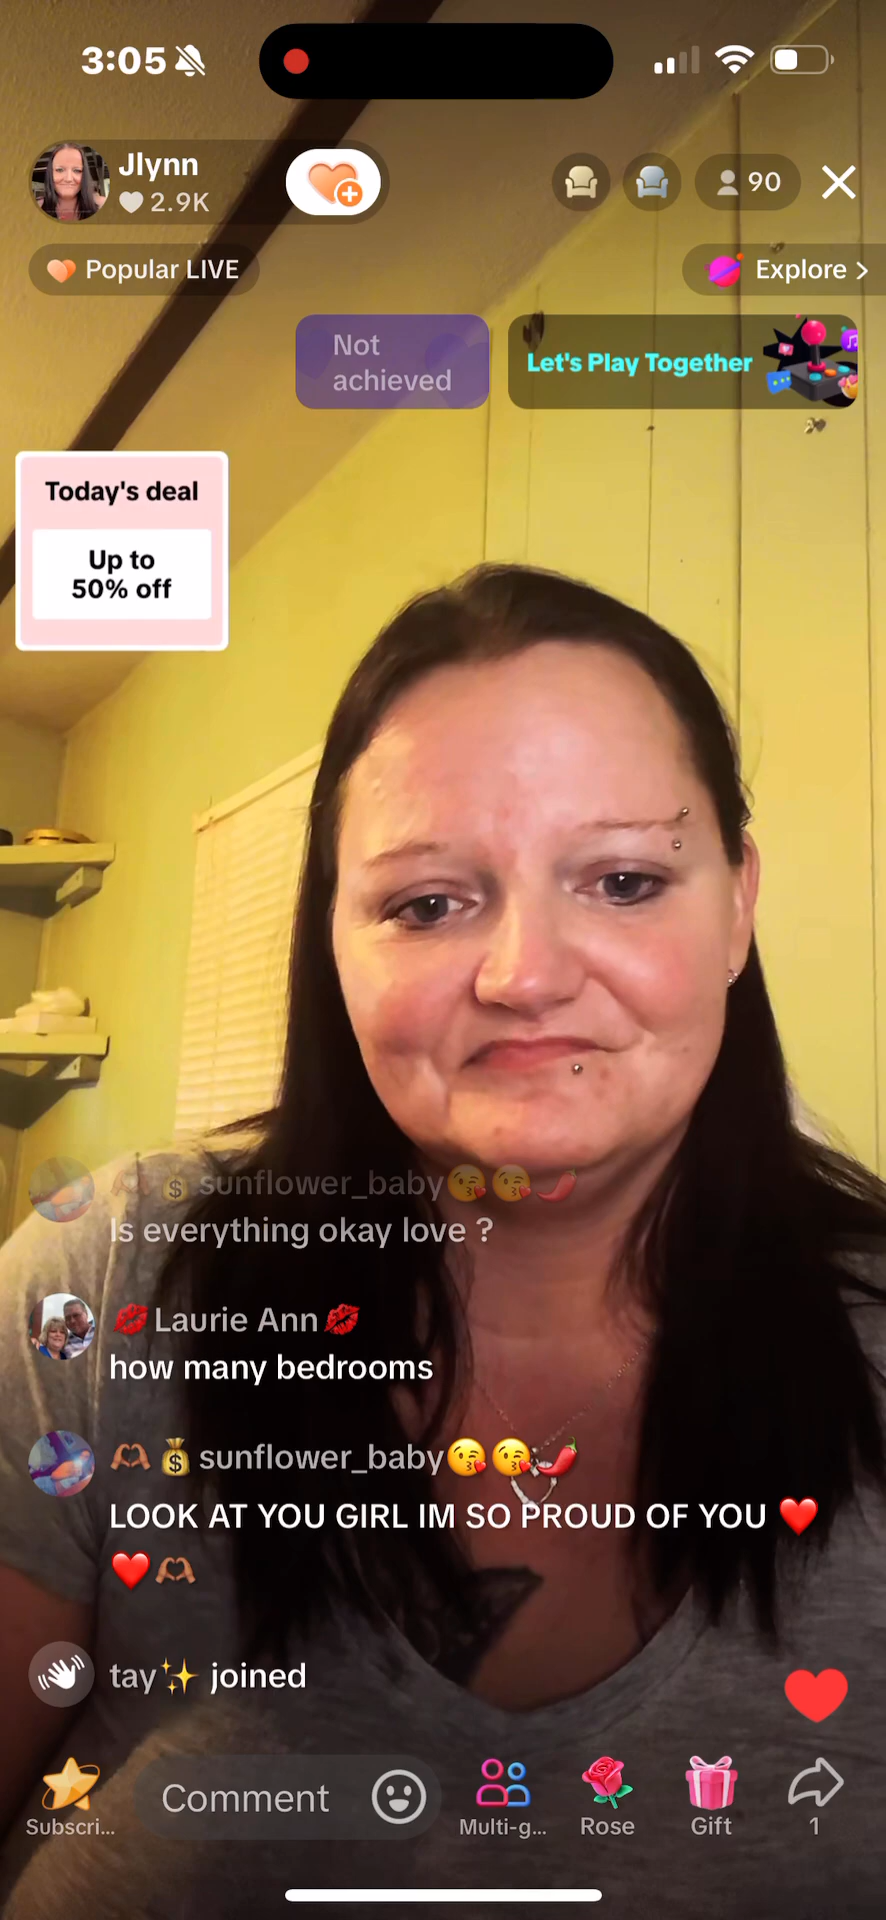 3:05
Jlynn
2.9K
90
Popular LIVE
Explore >
Not
achieved
Let's Play Together
Today's deal
Up to
50% off
sunflower_baby😘😘🌶️
Is everything okay love ?
💋Laurie Ann💋
how many bedrooms
🫶🏽💰sunflower_baby😘😘🌶️
LOOK AT YOU GIRL IM SO PROUD OF YOU ❤️
❤️🫶🏽
tay✨ joined
Subscri...
Comment
Multi-g...
Rose
Gift
1